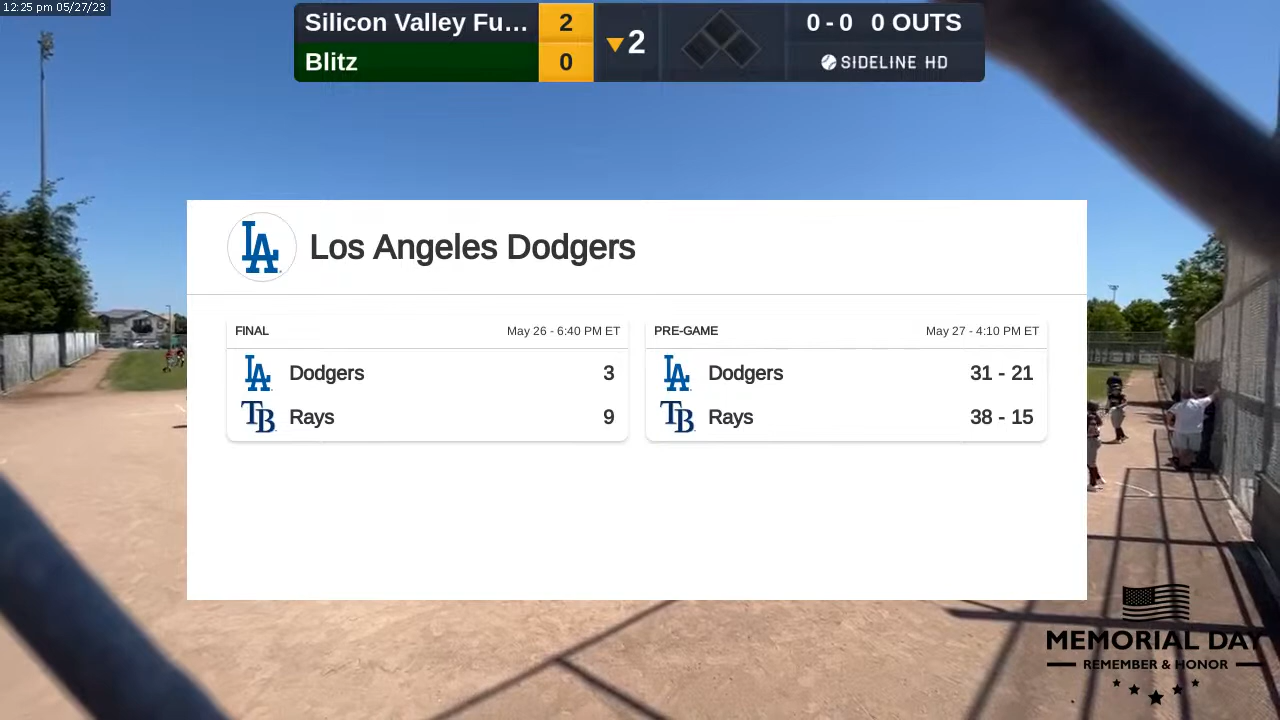 12:25 pm 05/27/23
Silicon Valley Fu... 2
Blitz 0
2
0 - 0 0 OUTS
SIDELINE HD
LA Los Angeles Dodgers
FINAL May 26 - 6:40 PM ET
LA Dodgers 3
TB Rays 9
PRE-GAME May 27 - 4:10 PM ET
LA Dodgers 31 - 21
TB Rays 38 - 15
MEMORIAL DAY
REMEMBER & HONOR